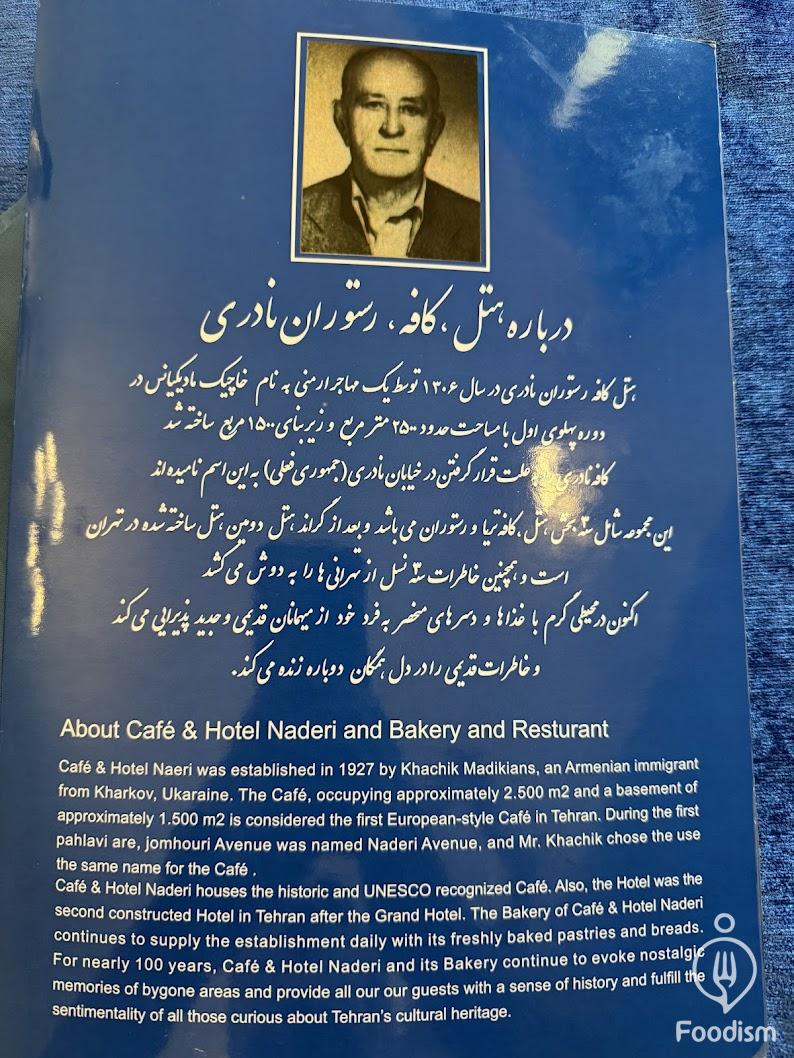 درباره هتل، کافه، رستوران نادری
هتل کافه رستوران نادری در سال ۱۳۰۶ توسط یک مهاجر ارمنی به نام خاچیک مادیکیانس در
دوره پهلوی اول با مساحت حدود ۲۵۰۰ متر مربع و زیر بنای ۱۵۰۰ مربع ساخته شد
کافه نادری علت قرار گرفتن در خیابان نادری (جمهوری فعلی) به این اسم نامیده اند
این مجموعه شامل سه بخش هتل، کافه تریا و رستوران می باشد و بعد از گراند هتل دومین هتل ساخته شده در تهران
است و همچنین خاطرات سه نسل از تهرانی ها را به دوش می کشد
اکنون در محیطی گرم با غذاها و دسرهای منحصر به فرد خود از میهمانان قدیمی و جدید پذیرایی می کند
و خاطرات قدیمی را در دل همگان دوباره زنده می کند.
About Café & Hotel Naderi and Bakery and Resturant
Café & Hotel Naeri was established in 1927 by Khachik Madikians, an Armenian immigrant
from Kharkov, Ukaraine. The Café, occupying approximately 2.500 m2 and a basement of
approximately 1.500 m2 is considered the first European-style Café in Tehran. During the first
pahlavi are, jomhouri Avenue was named Naderi Avenue, and Mr. Khachik chose the use
the same name for the Café .
Café & Hotel Naderi houses the historic and UNESCO recognized Café. Also, the Hotel was the
second constructed Hotel in Tehran after the Grand Hotel. The Bakery of Café & Hotel Naderi
continues to supply the establishment daily with its freshly baked pastries and breads.
For nearly 100 years, Café & Hotel Naderi and its Bakery continue to evoke nostalgic
memories of bygone areas and provide all our our guests with a sense of history and fulfill the
sentimentality of all those curious about Tehran's cultural heritage.
Foodism